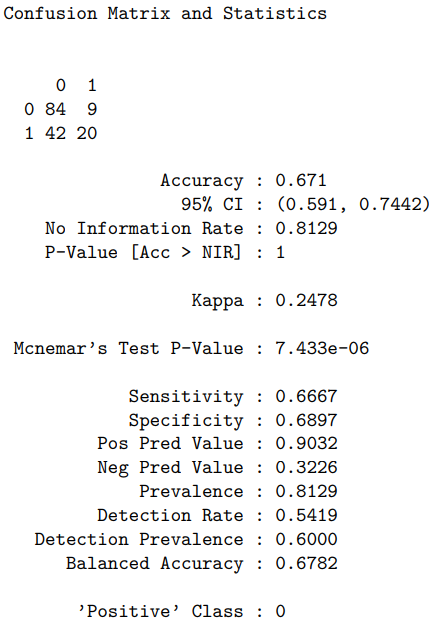 Confusion Matrix and Statistics
0 1
0 84 9
1 42 20
Accuracy : 0.671
95% CI : (0.591, 0.7442)
No Information Rate : 0.8129
P-Value [Acc > NIR] : 1
Kappa : 0.2478
Mcnemar's Test P-Value : 7.433e-06
Sensitivity : 0.6667
Specificity : 0.6897
Pos Pred Value : 0.9032
Neg Pred Value : 0.3226
Prevalence : 0.8129
Detection Rate : 0.5419
Detection Prevalence : 0.6000
Balanced Accuracy : 0.6782
'Positive' Class : 0